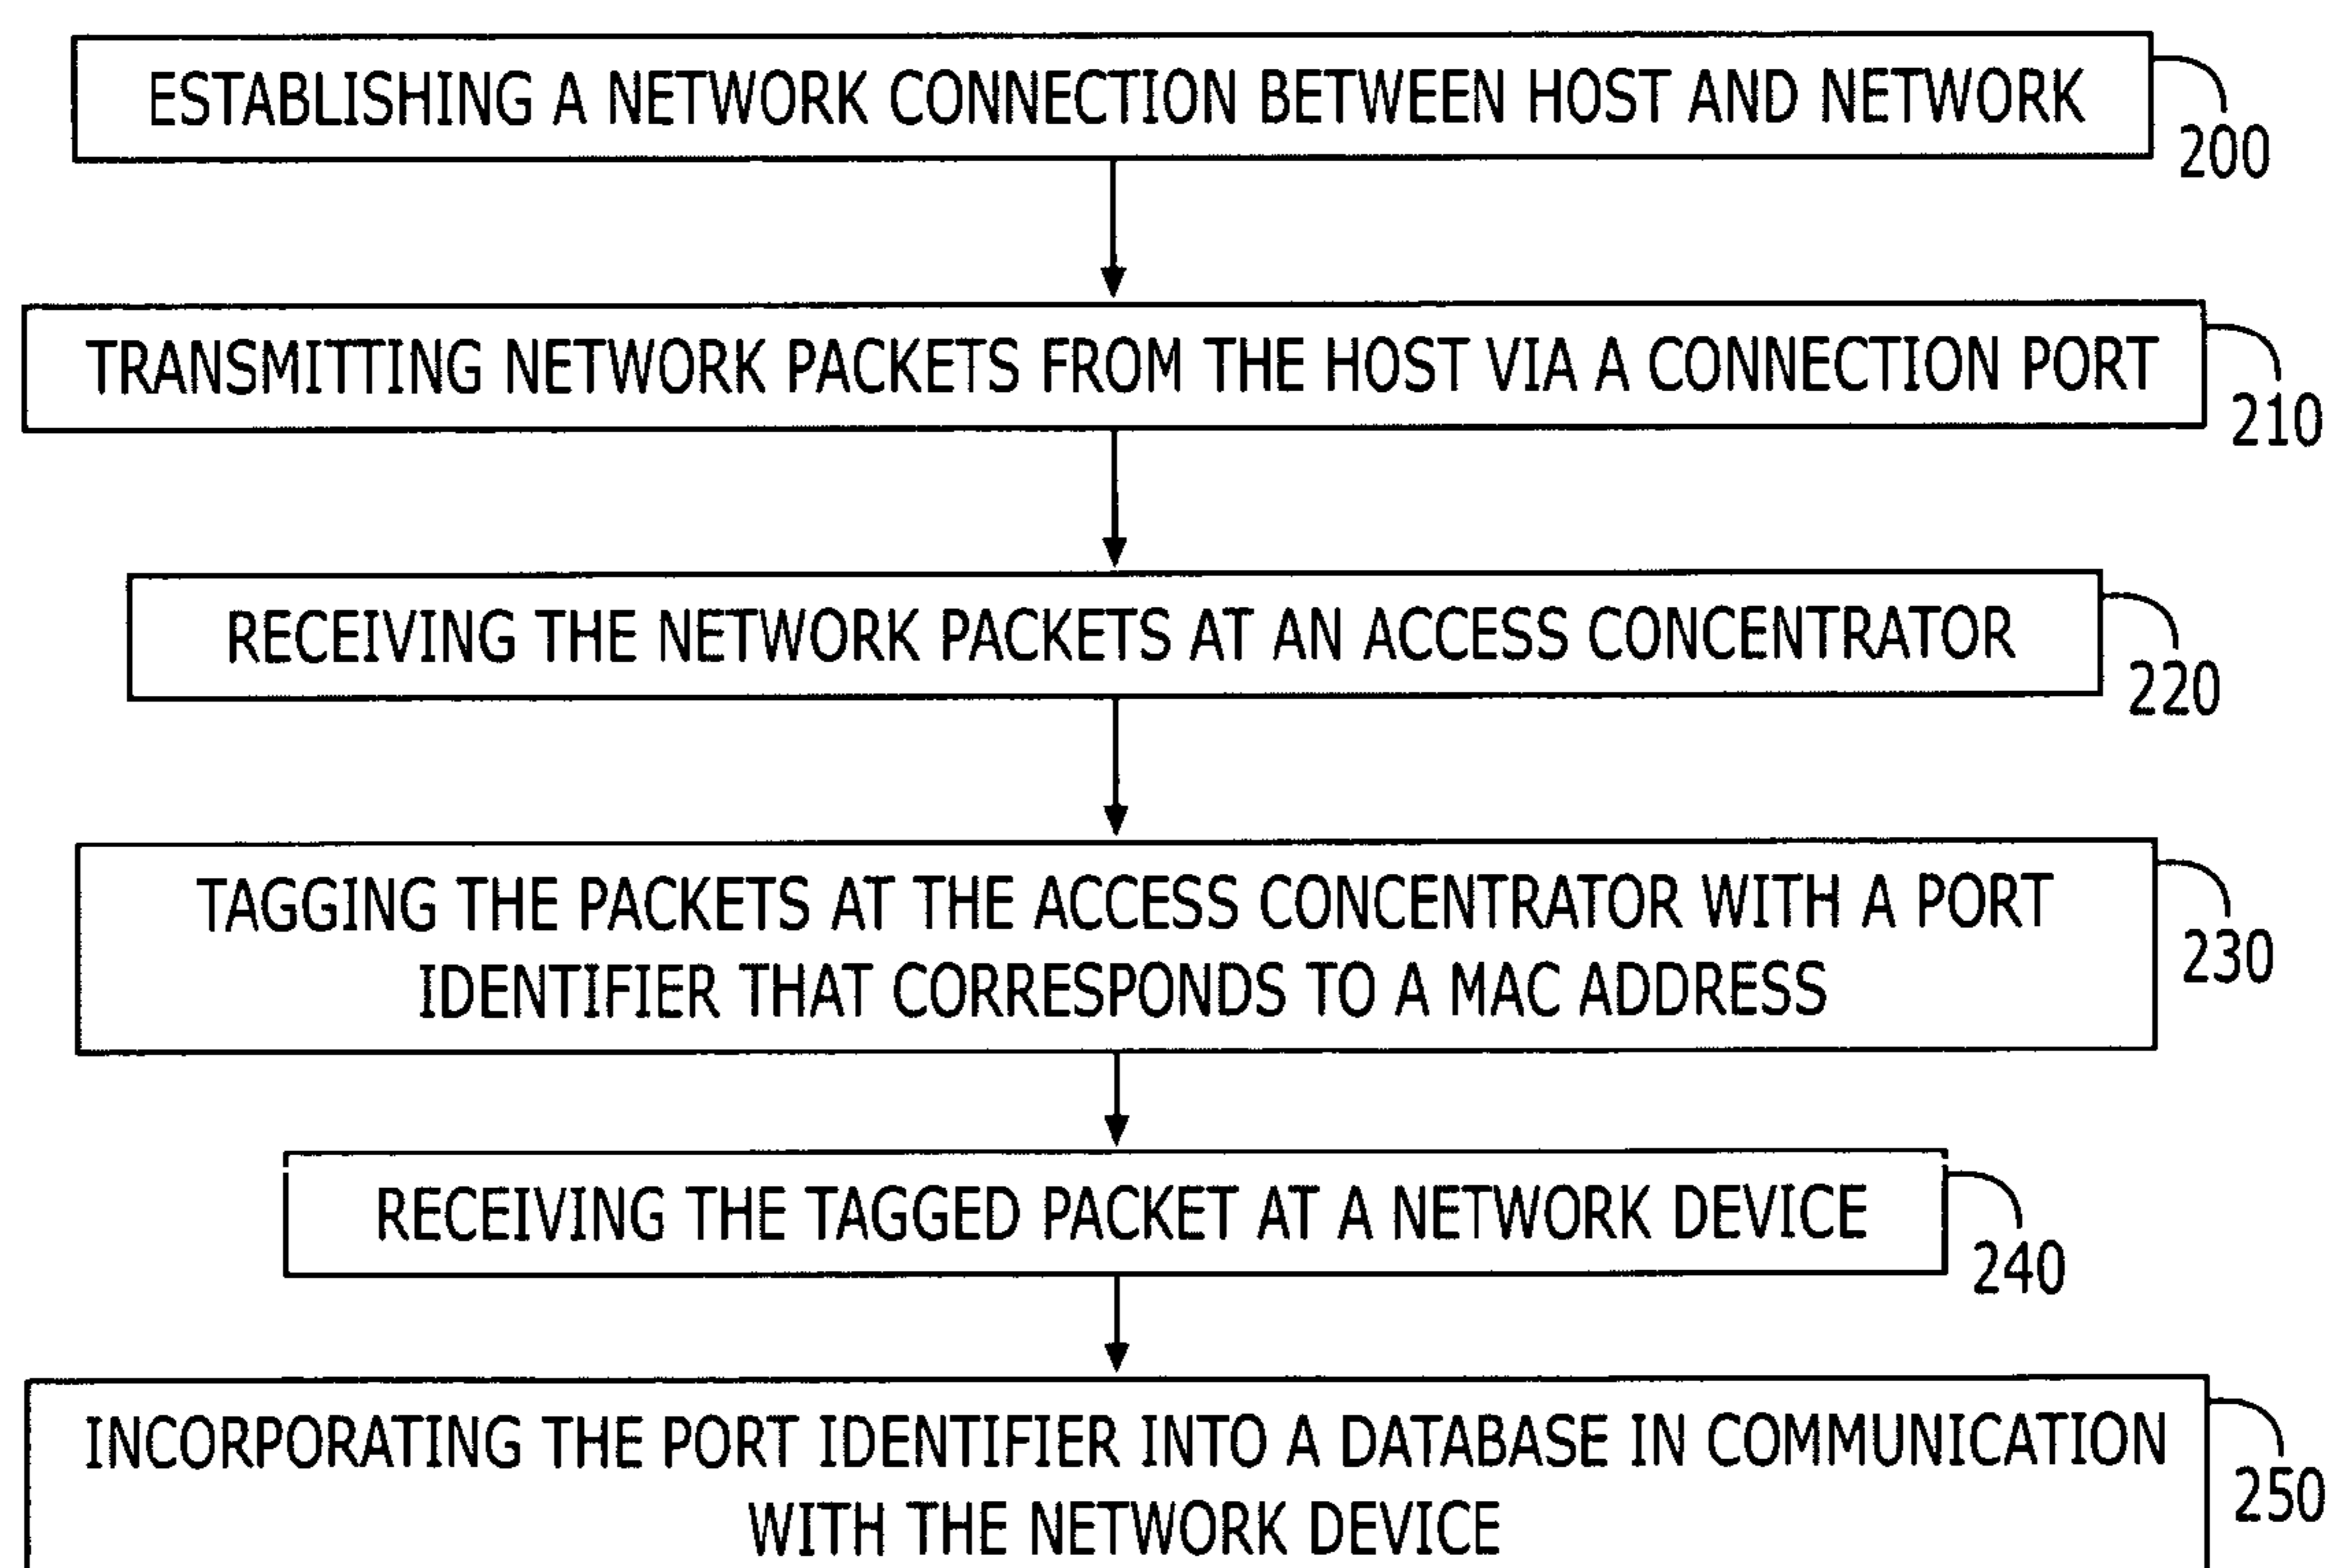 ESTABLISHING A NETWORK CONNECTION BETWEEN HOST AND NETWORK
200
TRANSMITTING NETWORK PACKETS FROM THE HOST VIA A CONNECTION PORT
210
RECEIVING THE NETWORK PACKETS AT AN ACCESS CONCENTRATOR
220
TAGGING THE PACKETS AT THE ACCESS CONCENTRATOR WITH A PORT
IDENTIFIER THAT CORRESPONDS TO A MAC ADDRESS
230
RECEIVING THE TAGGED PACKET AT A NETWORK DEVICE
240
INCORPORATING THE PORT IDENTIFIER INTO A DATABASE IN COMMUNICATION
WITH THE NETWORK DEVICE
250